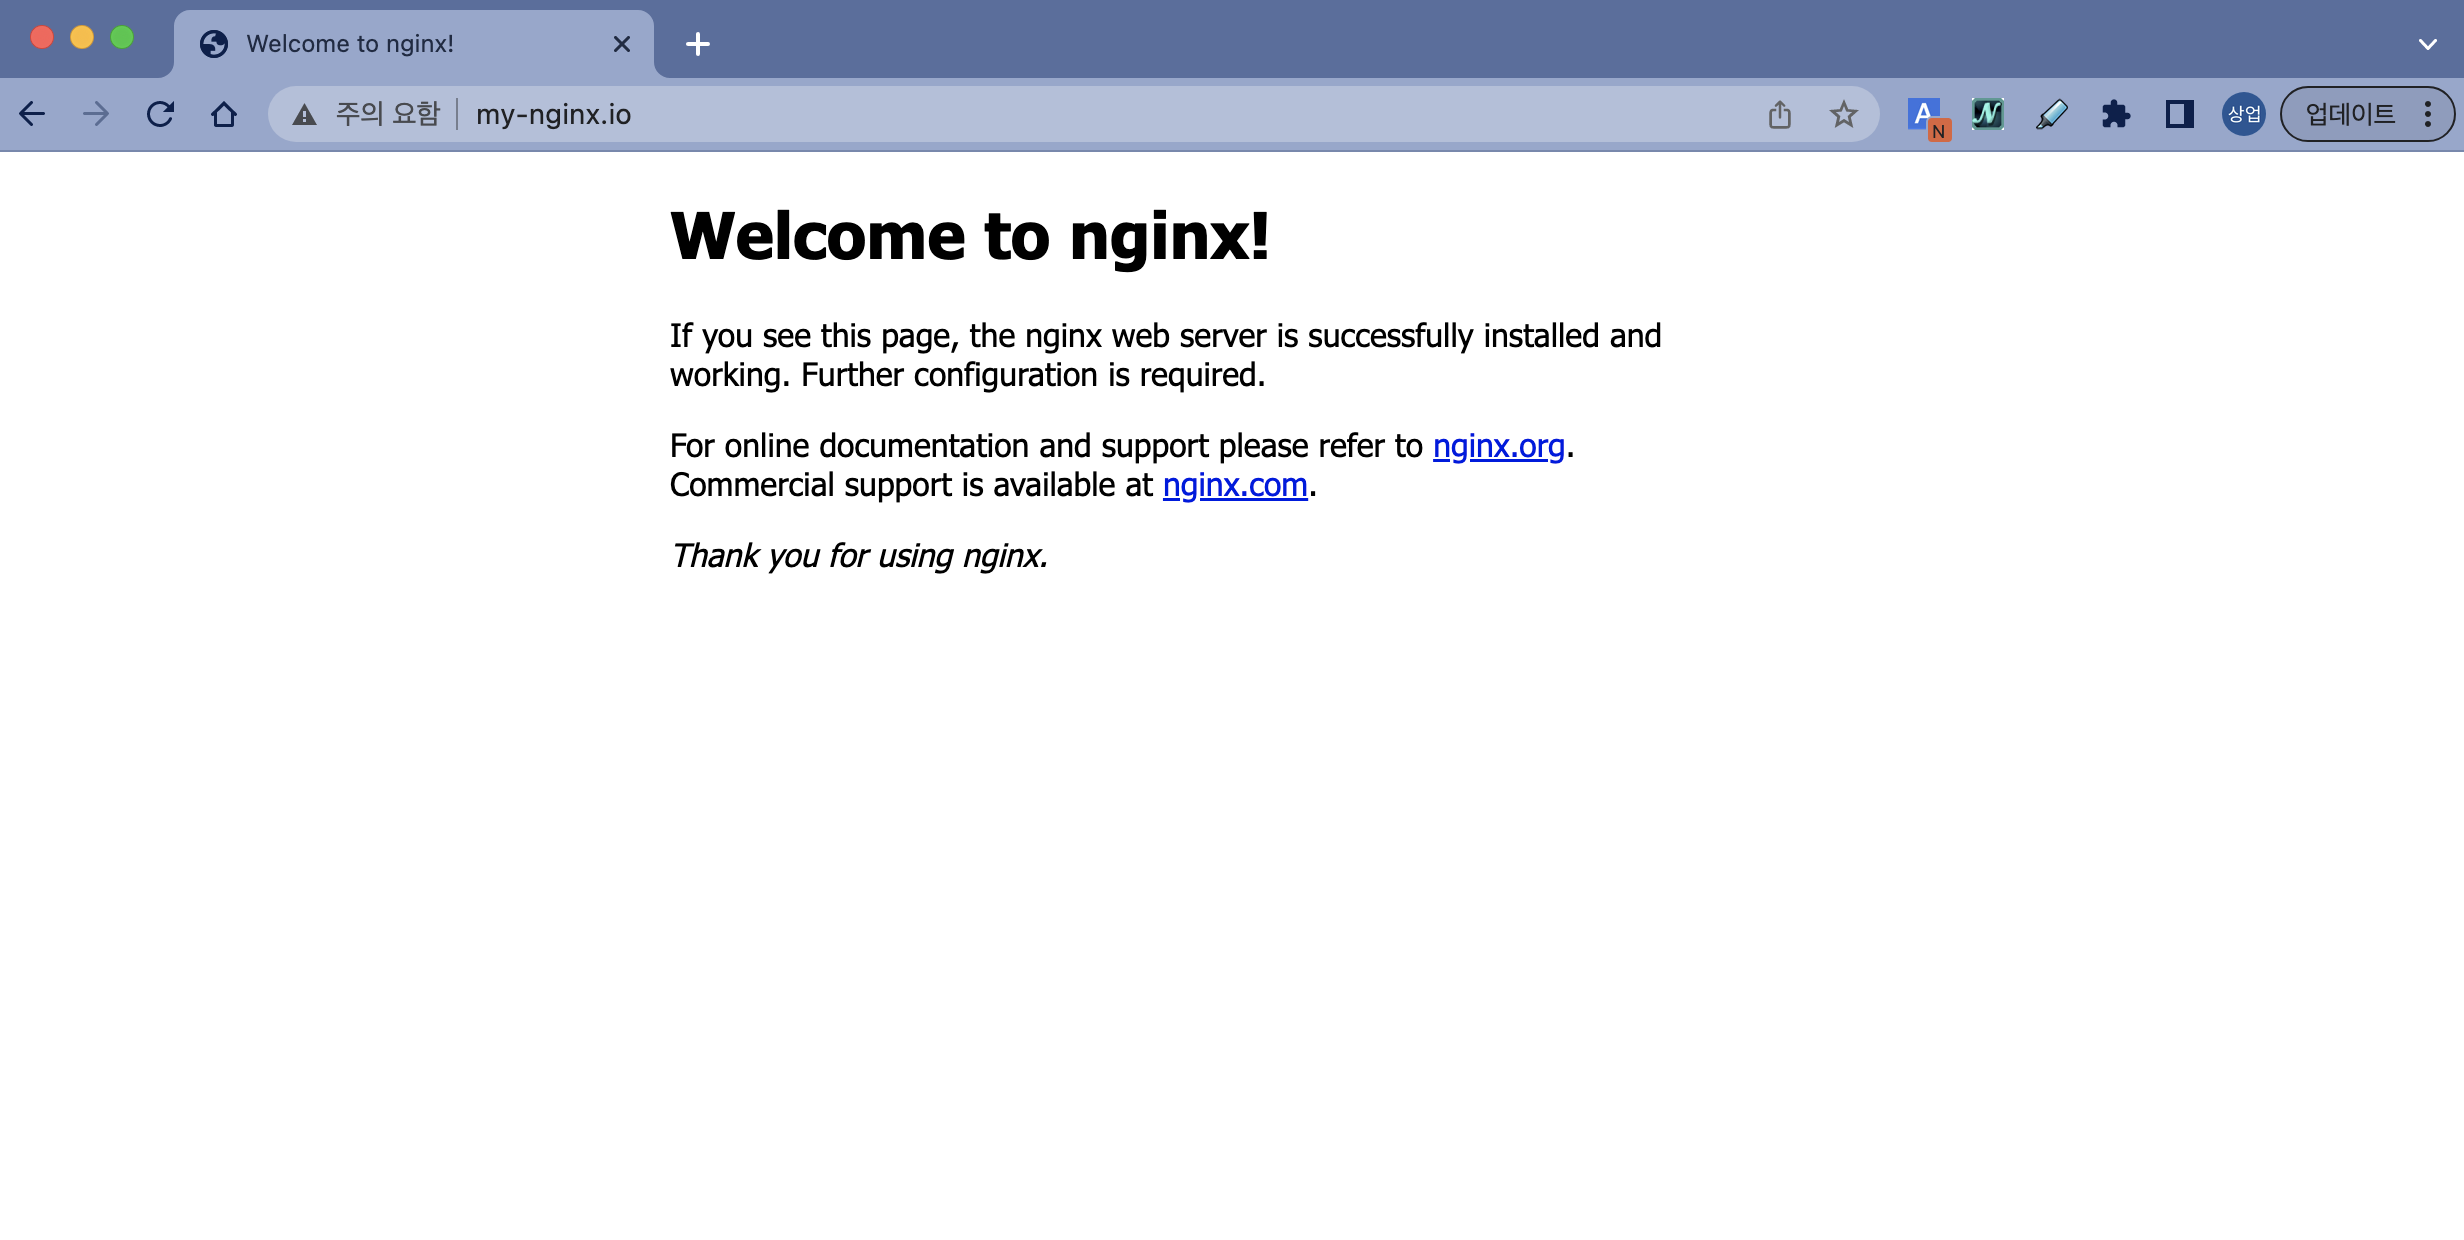 Welcome to nginx!
주의 요함 my-nginx.io
A
N
N
상업
업데이트
Welcome to nginx!
If you see this page, the nginx web server is successfully installed and
working. Further configuration is required.
For online documentation and support please refer to nginx.org.
Commercial support is available at nginx.com.
Thank you for using nginx.